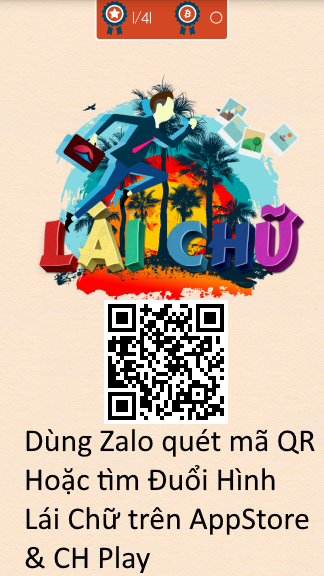 1/41
0
LÁI CHỮ
Dùng Zalo quét mã QR
Hoặc tìm Đuổi Hình
Lái Chữ trên AppStore
& CH Play